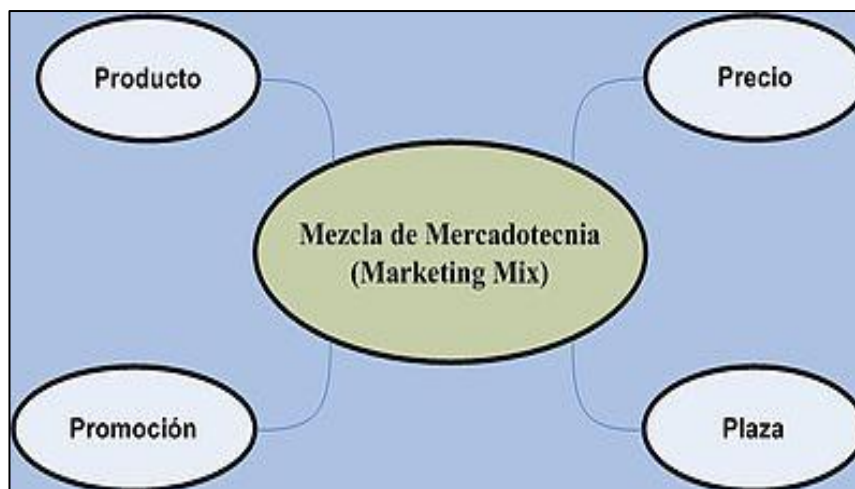 Producto
Precio
Mezcla de Mercadotecnia
(Marketing Mix)
Promoción
Plaza